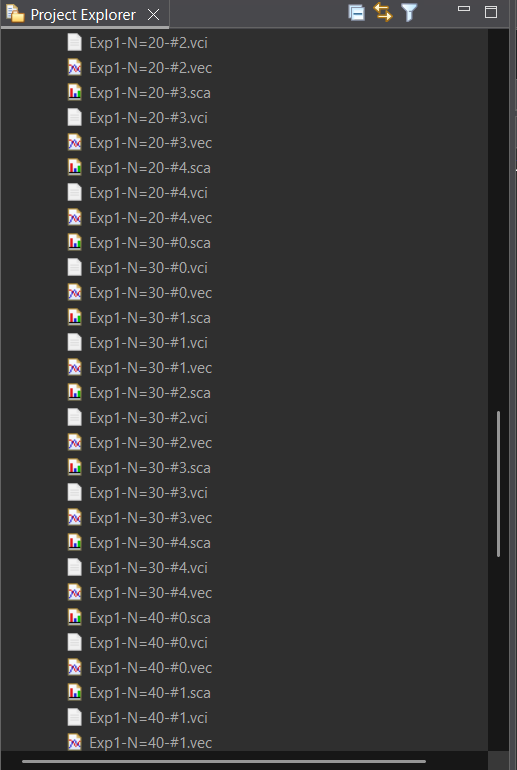 Project Explorer
Exp1-N=20-#2.vci
Exp1-N=20-#2.vec
Exp1-N=20-#3.sca
Exp1-N=20-#3.vci
Exp1-N=20-#3.vec
Exp1-N=20-#4.sca
Exp1-N=20-#4.vci
Exp1-N=20-#4.vec
Exp1-N=30-#0.sca
Exp1-N=30-#0.vci
Exp1-N=30-#0.vec
Exp1-N=30-#1.sca
Exp1-N=30-#1.vci
Exp1-N=30-#1.vec
Exp1-N=30-#2.sca
Exp1-N=30-#2.vci
Exp1-N=30-#2.vec
Exp1-N=30-#3.sca
Exp1-N=30-#3.vci
Exp1-N=30-#3.vec
Exp1-N=30-#4.sca
Exp1-N=30-#4.vci
Exp1-N=30-#4.vec
Exp1-N=40-#0.sca
Exp1-N=40-#0.vci
Exp1-N=40-#0.vec
Exp1-N=40-#1.sca
Exp1-N=40-#1.vci
Exp1-N=40-#1.vec